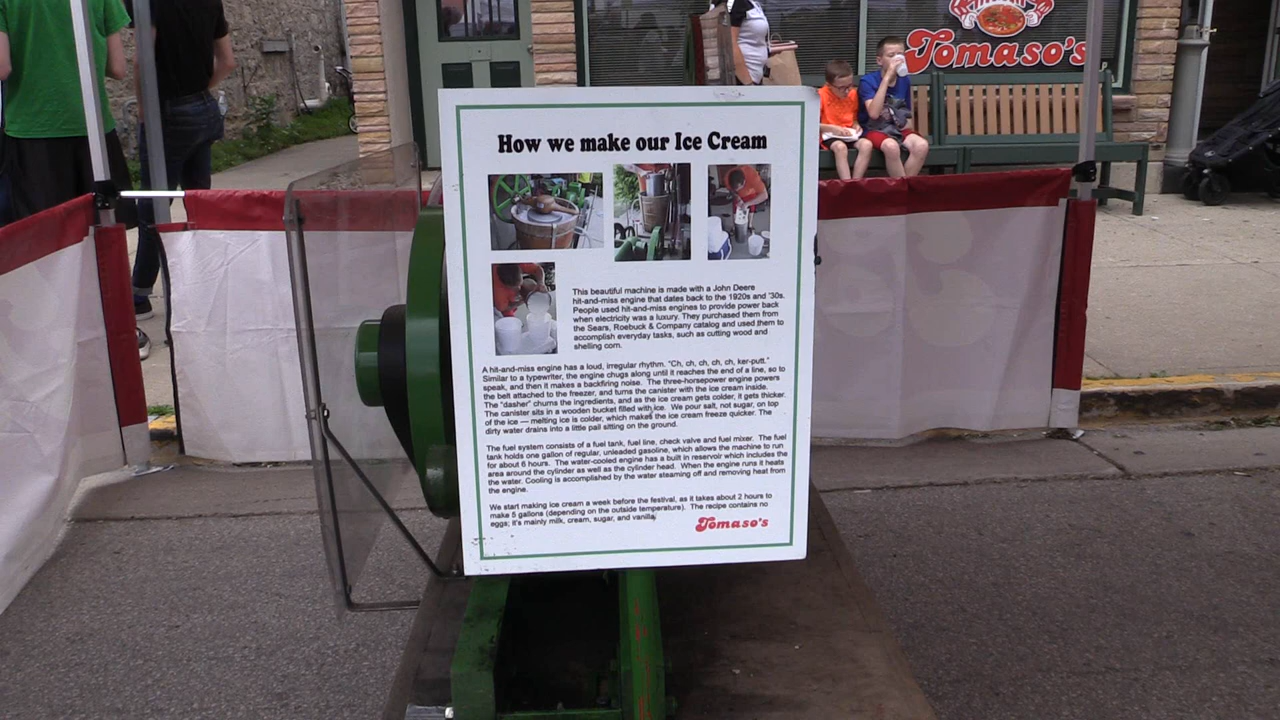 Tomaso's
How we make our Ice Cream
This beautiful machine is made with a John Deere
hit-and-miss engine that dates back to the 1920s and '30s.
People used hit-and-miss engines to provide power back
when electricity was a luxury. They purchased them from
the Sears, Roebuck & Company catalog and used them to
accomplish everyday tasks, such as cutting wood and
shelling corn.
A hit-and-miss engine has a loud, irregular rhythm. "Ch, ch, ch, ch, ch, ker-putt."
Similar to a typewriter, the engine chugs along until it reaches the end of a line, so to
speak, and then it makes a backfiring noise. The three-horsepower engine powers
the belt attached to the freezer, and turns the canister with the ice cream inside.
The "dasher" churns the ingredients, and as the ice cream gets colder, it gets thicker.
The canister sits in a wooden bucket filled with ice. We pour salt, not sugar, on top
of the ice — melting ice is colder, which makes the ice cream freeze quicker. The
dirty water drains into a little pail sitting on the ground.
The fuel system consists of a fuel tank, fuel line, check valve and fuel mixer. The fuel
tank holds one gallon of regular, unleaded gasoline, which allows the machine to run
for about 6 hours. The water-cooled engine has a built in reservoir which includes the
area around the cylinder as well as the cylinder head. When the engine runs it heats
the water. Cooling is accomplished by the water steaming off and removing heat from
the engine.
We start making ice cream a week before the festival, as it takes about 2 hours to
make 5 gallons (depending on the outside temperature). The recipe contains no
eggs; it's mainly milk, cream, sugar, and vanilla.
Tomaso's